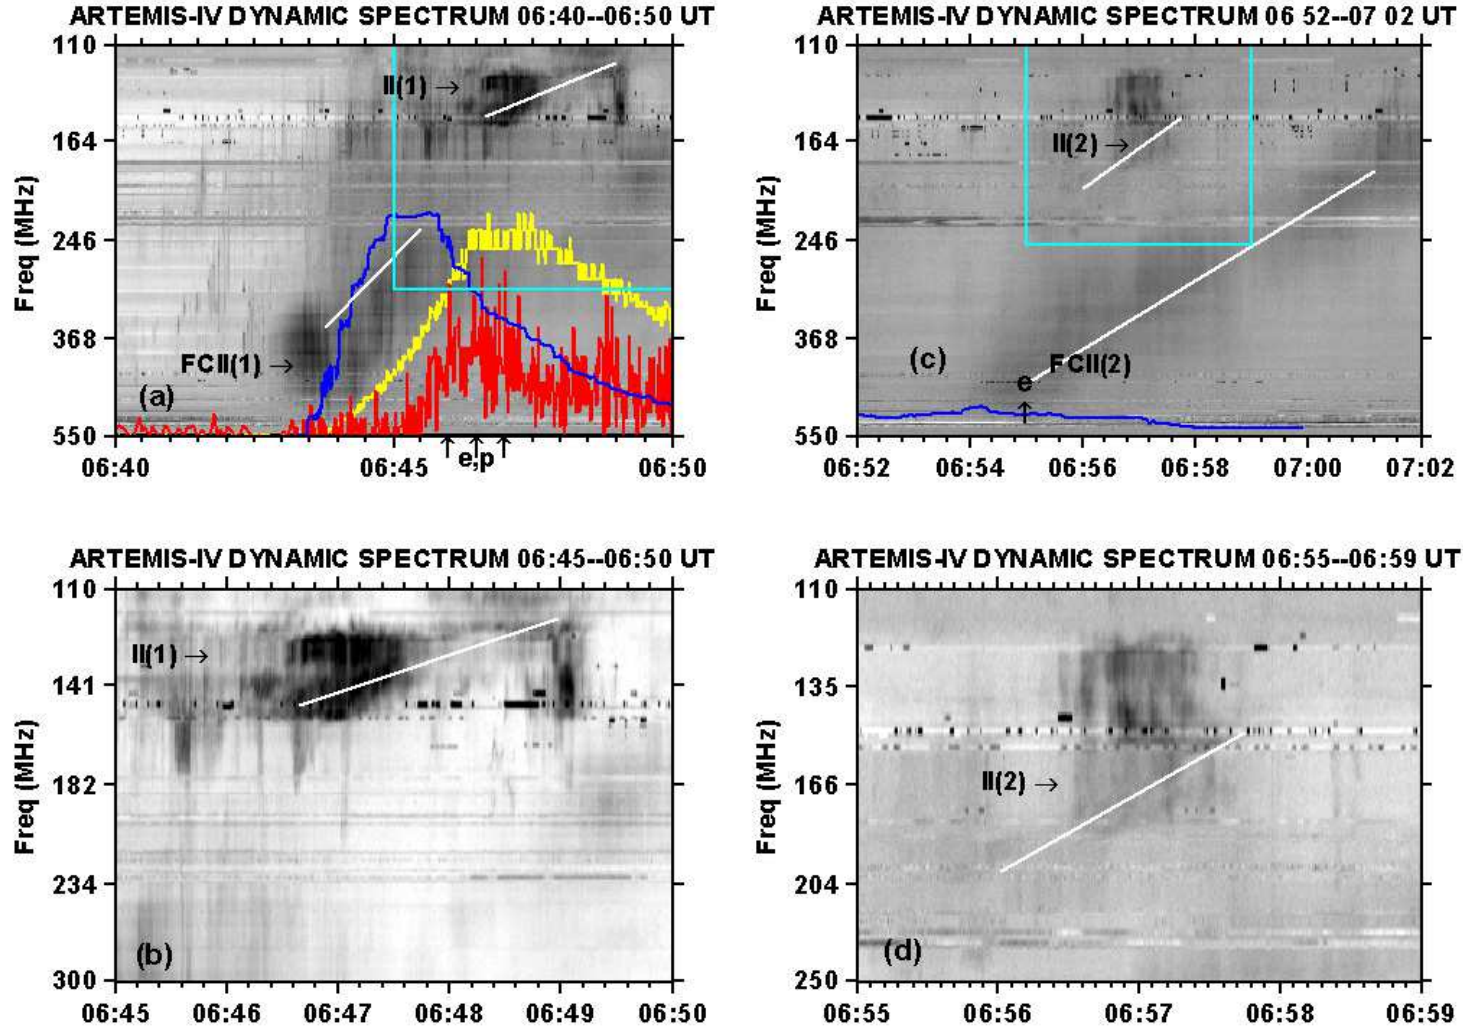 ARTEMIS-IV DYNAMIC SPECTRUM 06:40--06:50 UT
110
164
246
368
550
Freq (MHz)
II(1) →
FCII(1) →
(a)
e,p
06:40 06:45 06:50
ARTEMIS-IV DYNAMIC SPECTRUM 06 52--07 02 UT
110
164
246
368
550
Freq (MHz)
II(2) →
(c)
FCII(2)
e
06:52 06:54 06:56 06:58 07:00 07:02
ARTEMIS-IV DYNAMIC SPECTRUM 06:45--06:50 UT
110
141
182
234
300
Freq (MHz)
II(1) →
(b)
06:45 06:46 06:47 06:48 06:49 06:50
ARTEMIS-IV DYNAMIC SPECTRUM 06:55--06:59 UT
110
135
166
204
250
Freq (MHz)
II(2) →
(d)
06:55 06:56 06:57 06:58 06:59